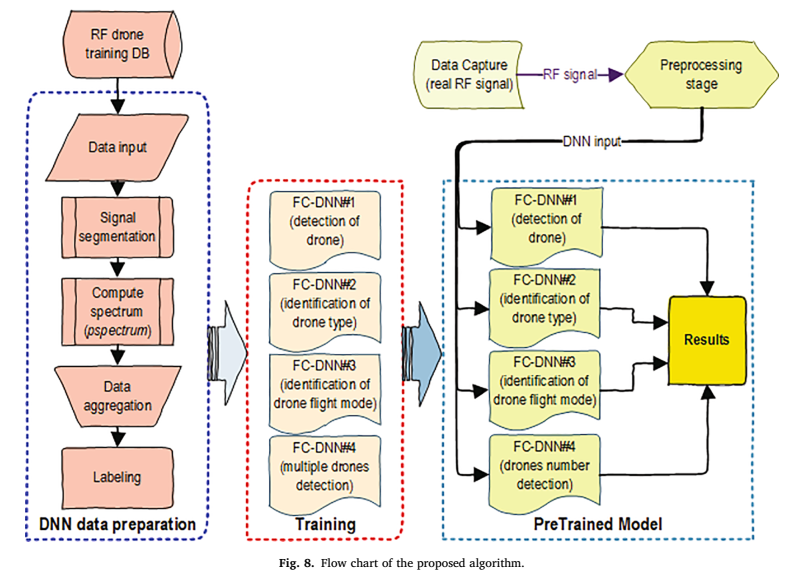 RF drone
training DB
Data input
Signal
segmentation
Compute
spectrum
(pspectrum)
Data
aggregation
Labeling
DNN data preparation
FC-DNN#1
(detection of
drone)
FC-DNN#2
(identification of
drone type)
FC-DNN#3
(identification of
drone flight mode)
FC-DNN#4
(multiple drones
detection)
Training
Data Capture
(real RF signal)
RF signal
Preprocessing
stage
DNN input
FC-DNN#1
(detection of
drone)
FC-DNN#2
(identification of
drone type)
FC-DNN#3
(identification of
drone flight mode)
FC-DNN#4
(drones number
detection)
Results
PreTrained Model
Fig. 8. Flow chart of the proposed algorithm.